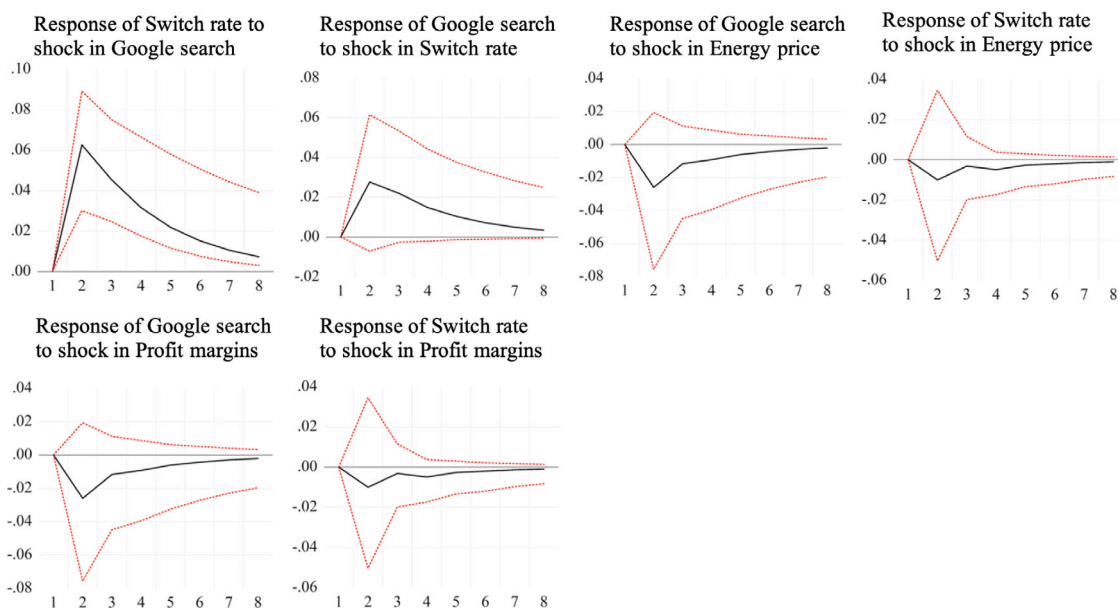 Response of Switch rate to
shock in Google search
.10
.08
.06
.04
.02
.00
1 2 3 4 5 6 7 8
Response of Google search
to shock in Switch rate
.08
.06
.04
.02
.00
-.02
1 2 3 4 5 6 7 8
Response of Google search
to shock in Energy price
.04
.02
.00
-.02
-.04
-.06
-.08
1 2 3 4 5 6 7 8
Response of Switch rate
to shock in Energy price
.04
.02
.00
-.02
-.04
-.06
1 2 3 4 5 6 7 8
Response of Google search
to shock in Profit margins
.04
.02
.00
-.02
-.04
-.06
-.08
1 2 3 4 5 6 7 8
Response of Switch rate
to shock in Profit margins
.04
.02
.00
-.02
-.04
-.06
1 2 3 4 5 6 7 8